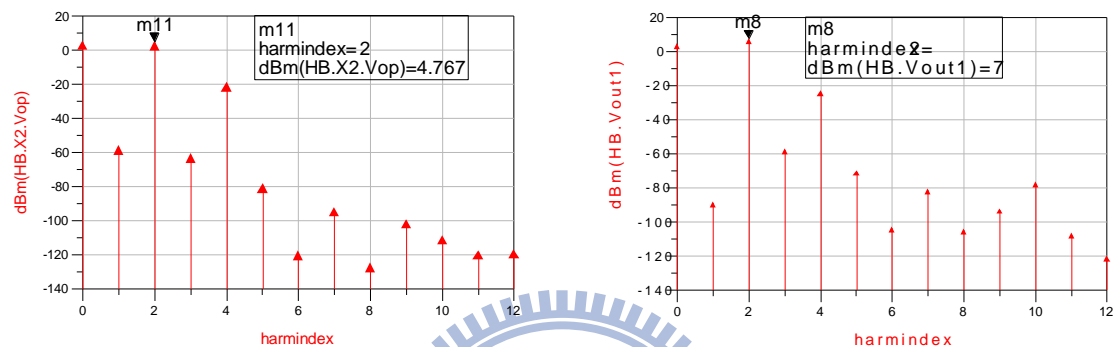 m11
m11
harmindex=2
dBm(HB.X2.Vop)=4.767
20
0
-20
-40
-60
-80
-100
-120
-140
0 2 4 6 8 10 12
dBm(HB.X2.Vop)
harmindex
m8
m8
harmindex=2
dBm(HB.Vout1)=7
20
0
-20
-40
-60
-80
-100
-120
-140
0 2 4 6 8 10 12
dBm(HB.Vout1)
harmindex